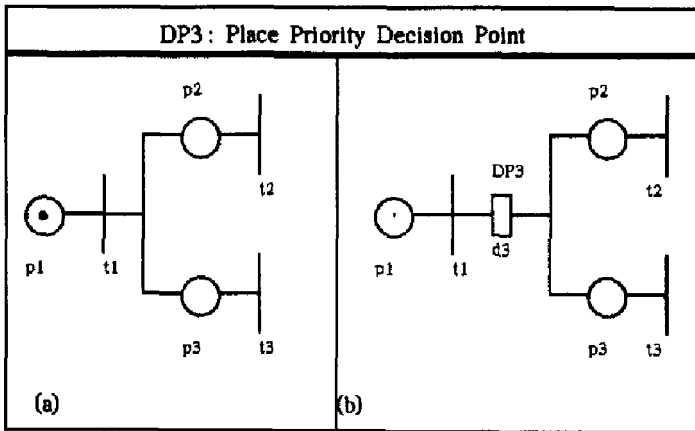 DP3: Place Priority Decision Point
p2
t2
p1
t1
p3
t3
(a)
p2
DP3
t2
p1
t1
d3
p3
t3
(b)